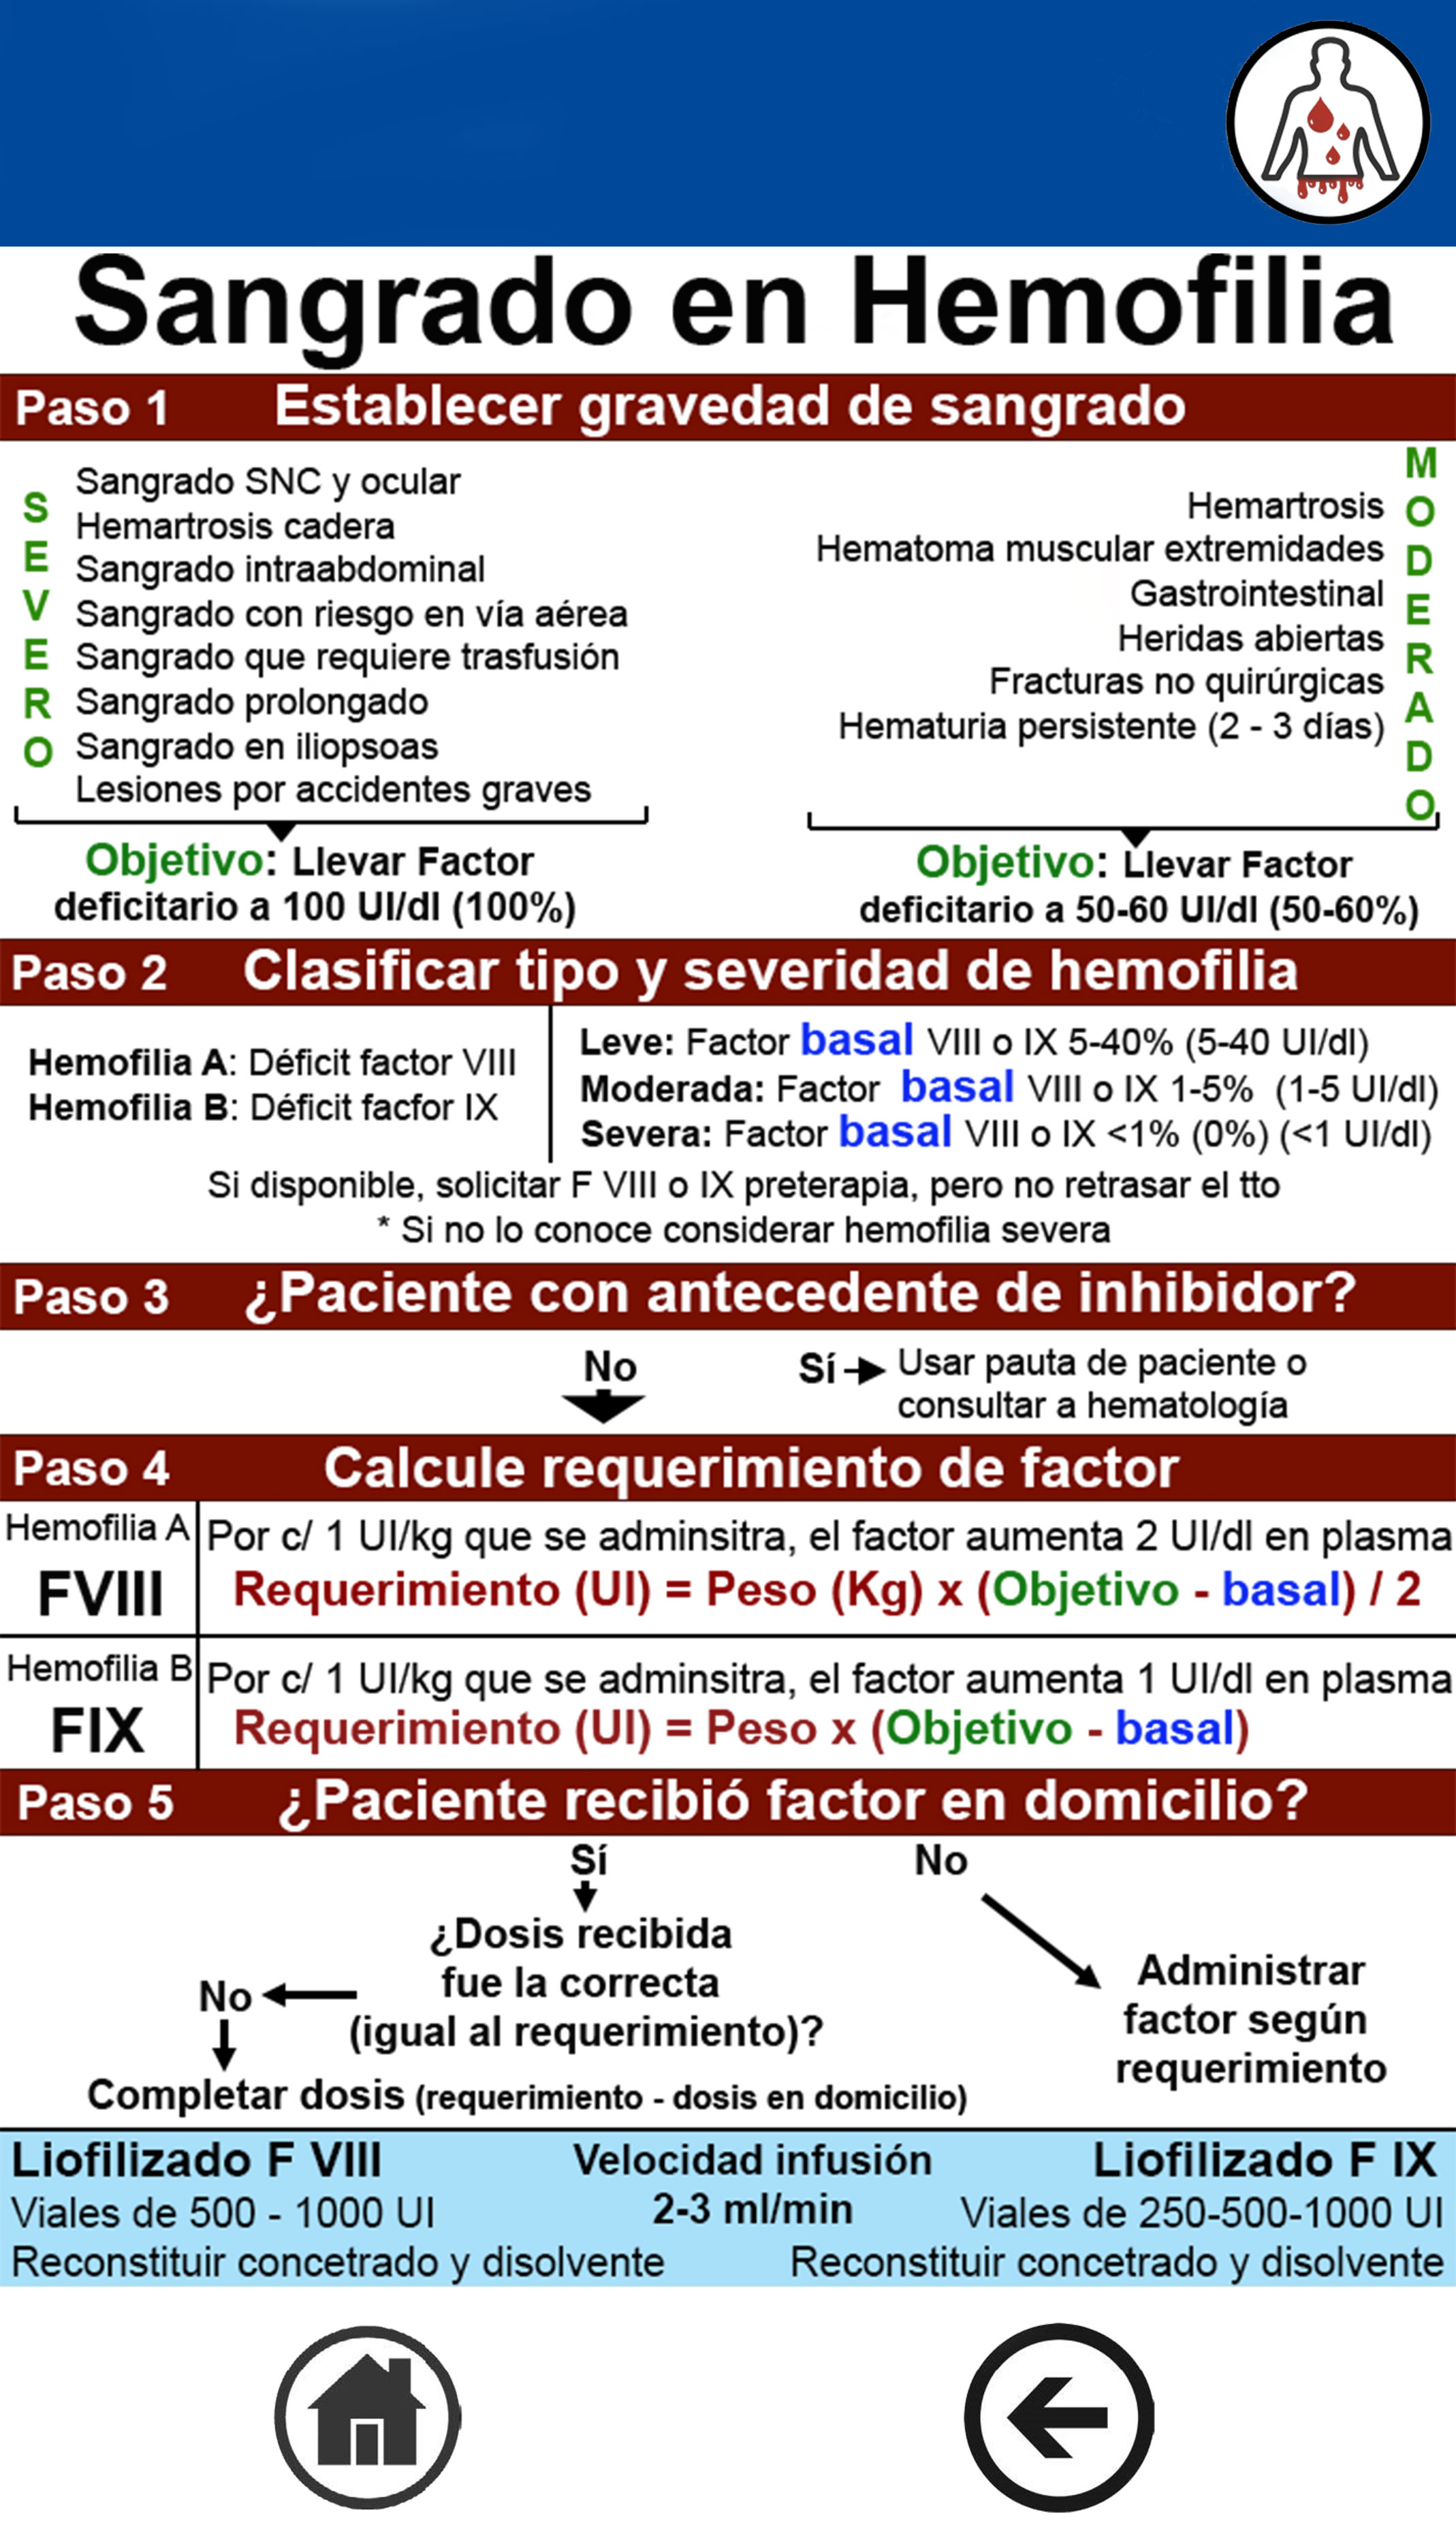 Sangrado en Hemofilia
Paso 1 Establecer gravedad de sangrado
SEVERO
Sangrado SNC y ocular
Hemartrosis cadera
Sangrado intraabdominal
Sangrado con riesgo en vía aérea
Sangrado que requiere trasfusión
Sangrado prolongado
Sangrado en iliopsoas
Lesiones por accidentes graves
Objetivo: Llevar Factor
deficitario a 100 UI/dl (100%)
MODERADO
Hemartrosis
Hematoma muscular extremidades
Gastrointestinal
Heridas abiertas
Fracturas no quirúrgicas
Hematuria persistente (2 - 3 días)
Objetivo: Llevar Factor
deficitario a 50-60 UI/dl (50-60%)
Paso 2 Clasificar tipo y severidad de hemofilia
Hemofilia A: Déficit factor VIII
Hemofilia B: Déficit facfor IX
Leve: Factor basal VIII o IX 5-40% (5-40 UI/dl)
Moderada: Factor basal VIII o IX 1-5% (1-5 UI/dl)
Severa: Factor basal VIII o IX <1% (0%) (<1 UI/dl)
Si disponible, solicitar F VIII o IX preterapia, pero no retrasar el tto
* Si no lo conoce considerar hemofilia severa
Paso 3 ¿Paciente con antecedente de inhibidor?
No
Sí Usar pauta de paciente o
consultar a hematología
Paso 4 Calcule requerimiento de factor
Hemofilia A
FVIII
Por c/ 1 UI/kg que se adminsitra, el factor aumenta 2 UI/dl en plasma
Requerimiento (UI) = Peso (Kg) x (Objetivo - basal) / 2
Hemofilia B
FIX
Por c/ 1 UI/kg que se adminsitra, el factor aumenta 1 UI/dl en plasma
Requerimiento (UI) = Peso x (Objetivo - basal)
Paso 5 ¿Paciente recibió factor en domicilio?
Sí
¿Dosis recibida
fue la correcta
(igual al requerimiento)?
No
Completar dosis (requerimiento - dosis en domicilio)
No
Administrar
factor según
requerimiento
Liofilizado F VIII
Viales de 500 - 1000 UI
Reconstituir concetrado y disolvente
Velocidad infusión
2-3 ml/min
Liofilizado F IX
Viales de 250-500-1000 UI
Reconstituir concetrado y disolvente